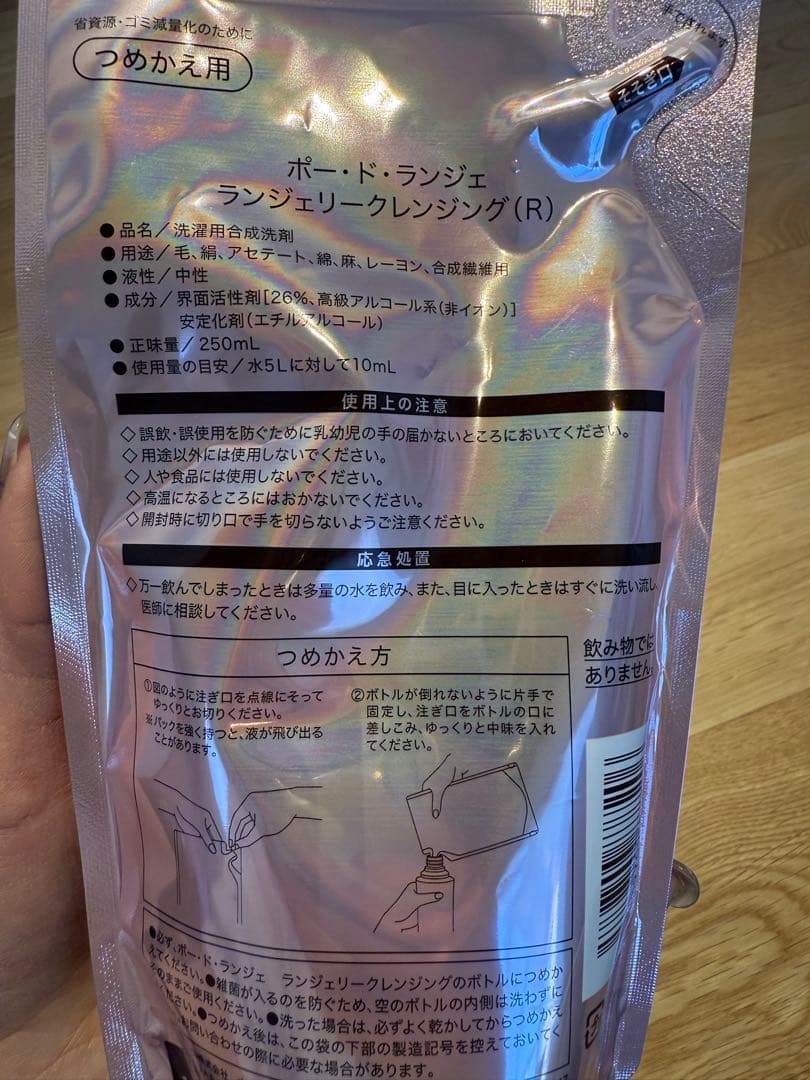 省資源・ゴミ減量化のために
つめかえ用
まで切れます
そそぎ口
ポー・ド・ランジェ
ランジェリークレンジング(R)
●品名/洗濯用合成洗剤
●用途/毛、絹、アセテート、綿、麻、レーヨン、合成繊維用
●液性/中性
●成分/界面活性剤[26%、高級アルコール系(非イオン)]
安定化剤(エチルアルコール)
●正味量/250mL
●使用量の目安/水5Lに対して10mL
使用上の注意
◇誤飲・誤使用を防ぐために乳幼児の手の届かないところにおいてください。
◇用途以外には使用しないでください。
◇人や食品には使用しないでください。
◇高温になるところにはおかないでください。
◇開封時に切り口で手を切らないようご注意ください。
応急処置
◇万一飲んでしまったときは多量の水を飲み、また、目に入ったときはすぐに洗い流し、
医師に相談してください。
つめかえ方
①図のように注ぎ口を点線にそって
ゆっくりとお切りください。
※パックを強く持つと、液が飛び出る
ことがあります。
②ボトルが倒れないように片手で
固定し、注ぎ口をボトルの口に
差しこみ、ゆっくりと中味を入れ
てください。
飲み物では
ありません。
●必ず、ポー・ド・ランジェ ランジェリークレンジングのボトルにつめか
えてください。●雑菌が入るのを防ぐため、空のボトルの内側は洗わずに
そのままご使用ください。●洗った場合は、必ずよく乾かしてからつめかえ
ください。●つめかえ後は、この袋の下部の製造記号を控えておいてく
お問い合わせの際に必要な場合があります。
株式会社